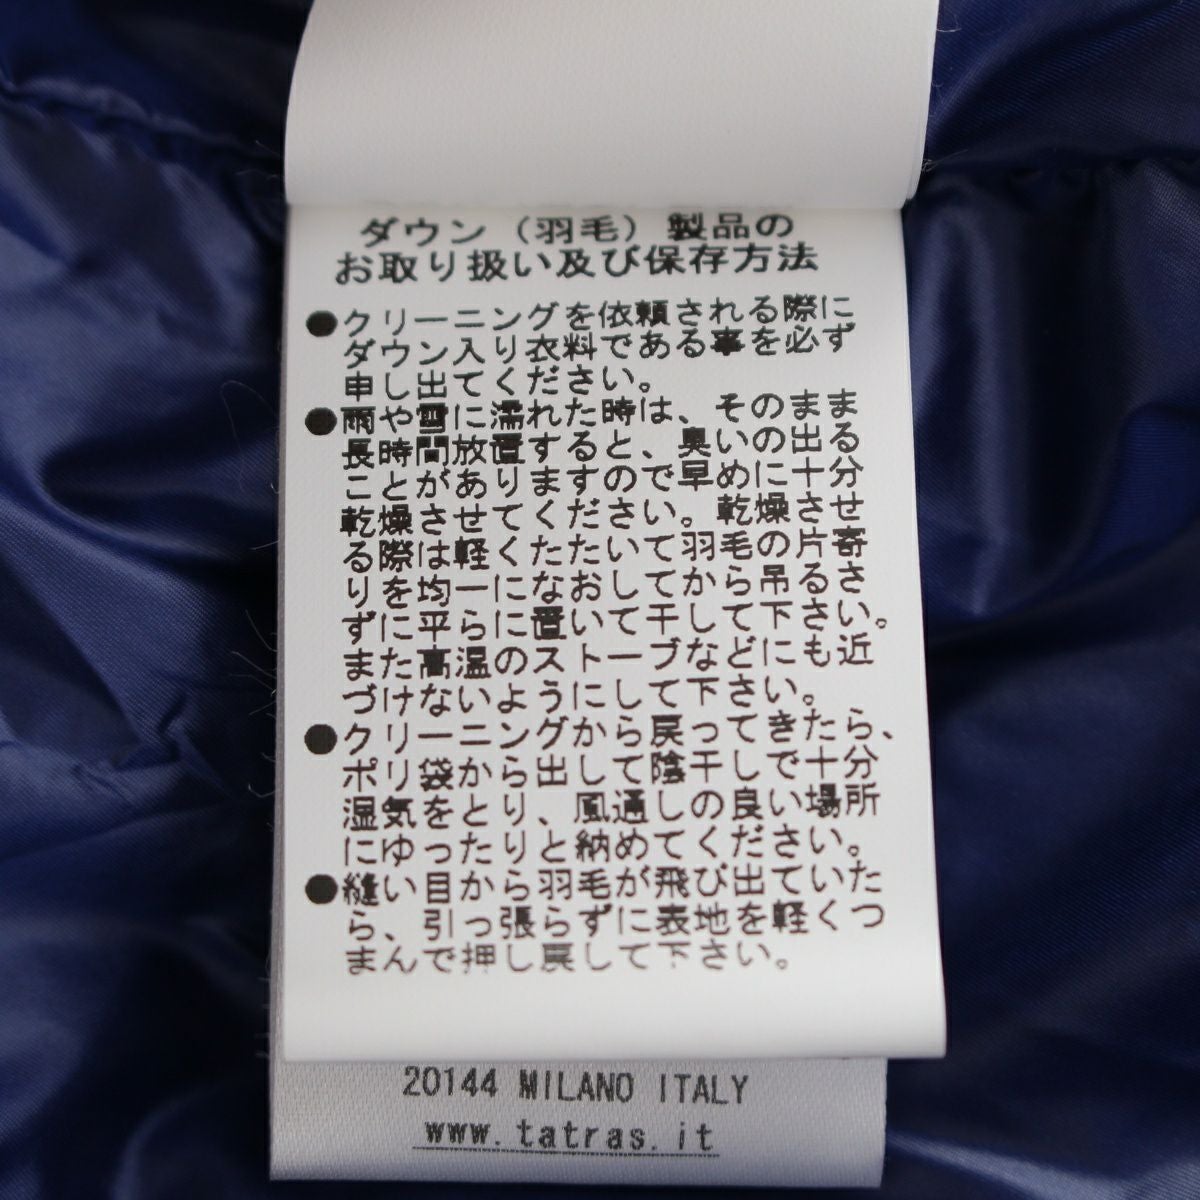 ダウン（羽毛）製品の
お取り扱い及び保存方法
●クリーニングを依頼される際に
ダウン入り衣料である事を必ず
申し出てください。
●雨や雪に濡れた時は、そのまま
長時間放置すると、臭いの出る
ことがありますので早めに十分
乾燥させてください。乾燥させ
る際は軽くたたいて羽毛の片寄
りを均一になおしてから吊るさ
ずに平らに置いて干して下さい。
また高温のストーブなどにも近
づけないようにして下さい。
●クリーニングから戻ってきたら、
ポリ袋から出して陰干しで十分
湿気をとり、風通しの良い場所
にゆったりと納めてください。
●縫い目から羽毛が飛び出ていた
ら、引っ張らずに表地を軽くつ
まんで押し戻して下さい。
20144 MILANO ITALY
www.tatras.it